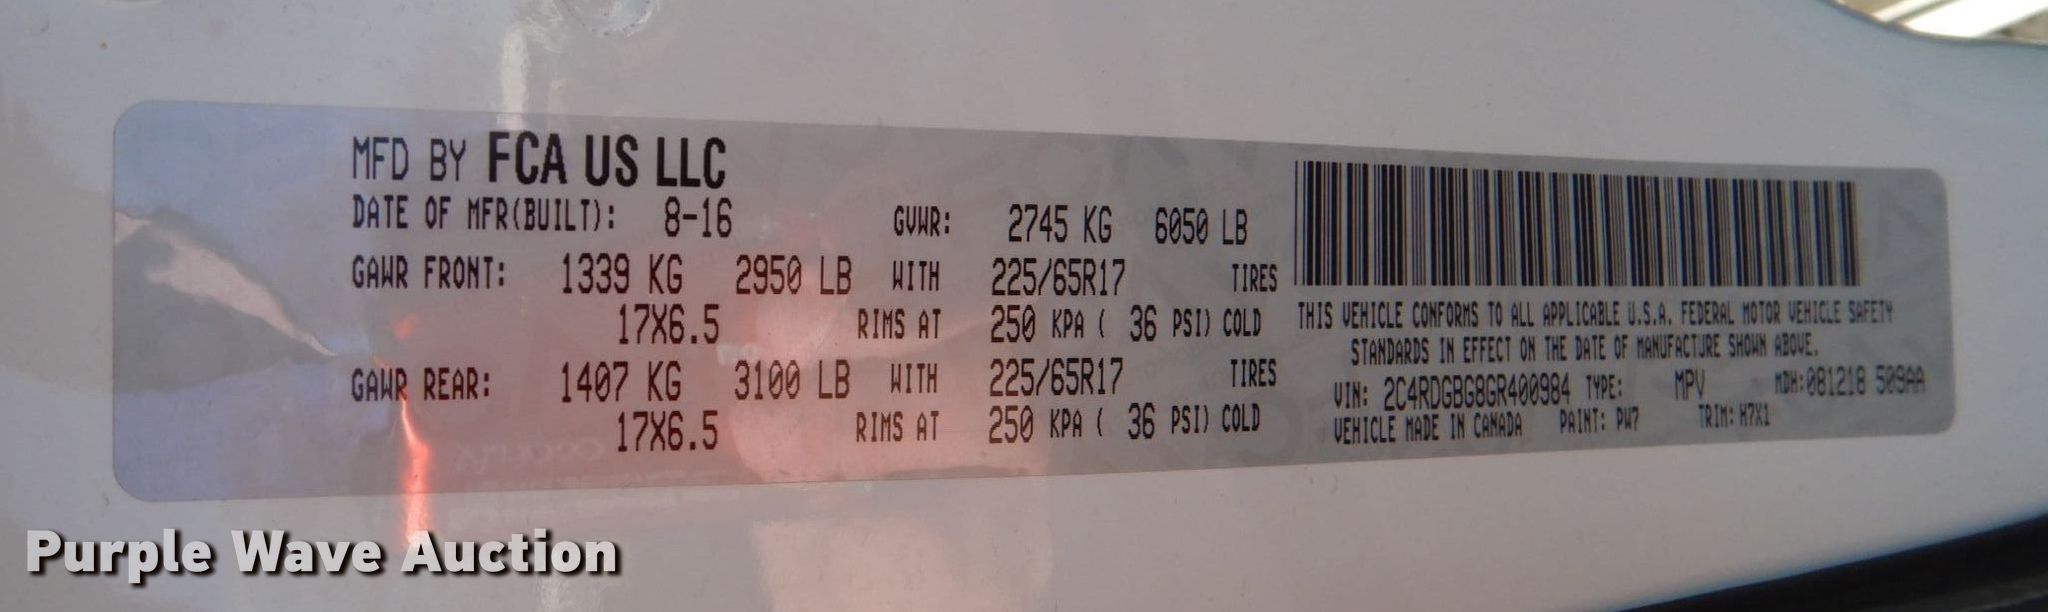 MFD BY FCA US LLC
DATE OF MFR(BUILT): 8-16 GVWR: 2745 KG 6050 LB
GAWR FRONT: 1339 KG 2950 LB WITH 225/65R17 TIRES
17X6.5 RIMS AT 250 KPA ( 36 PSI) COLD
GAWR REAR: 1407 KG 3100 LB WITH 225/65R17 TIRES
17X6.5 RIMS AT 250 KPA ( 36 PSI) COLD
THIS VEHICLE CONFORMS TO ALL APPLICABLE U.S.A. FEDERAL MOTOR VEHICLE SAFETY
STANDARDS IN EFFECT ON THE DATE OF MANUFACTURE SHOWN ABOVE.
VIN: 2C4RDGBG8GR400984 TYPE: MPV MDH:081218 509AA
VEHICLE MADE IN CANADA PAINT: PW7 TRIM: H7X1
Purple Wave Auction